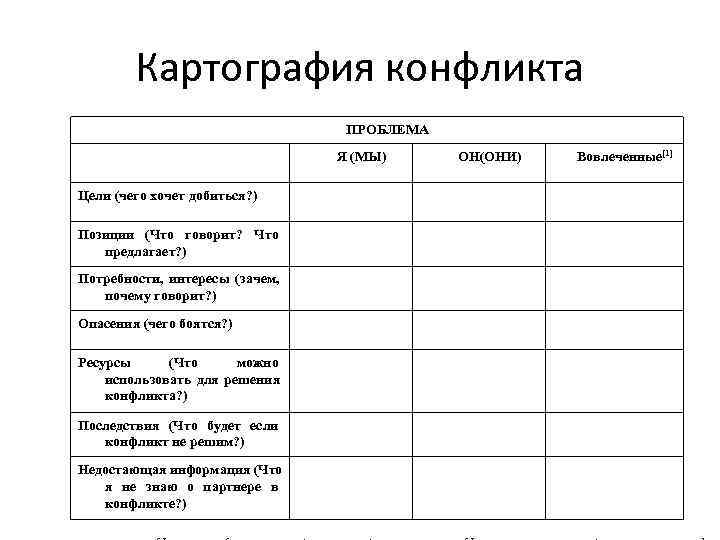 Картография конфликта
ПРОБЛЕМА
Я (МЫ) ОН(ОНИ) Вовлеченные[1]
Цели (чего хочет добиться?)
Позиции (Что говорит? Что
предлагает?)
Потребности, интересы (зачем,
почему говорит?)
Опасения (чего боятся?)
Ресурсы (Что можно
использовать для решения
конфликта?)
Последствия (Что будет если
конфликт не решим?)
Недостающая информация (Что
я не знаю о партнере в
конфликте?)